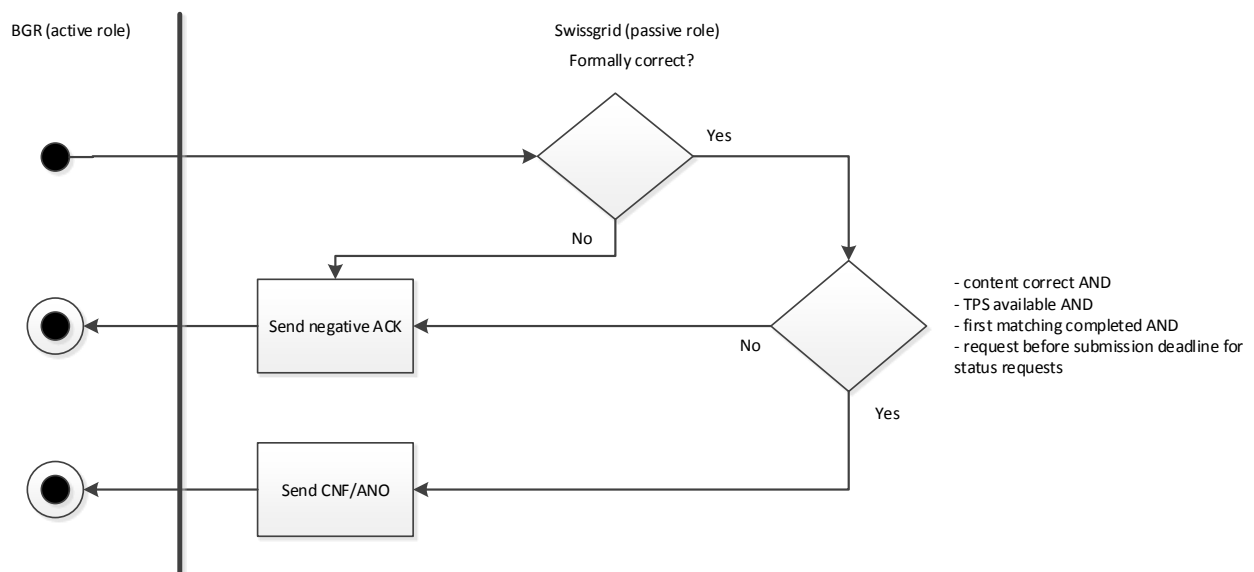 BGR (active role)
Swissgrid (passive role)
Formally correct?
Yes
No
Send negative ACK
No
- content correct AND
- TPS available AND
- first matching completed AND
- request before submission deadline for
status requests
Yes
Send CNF/ANO